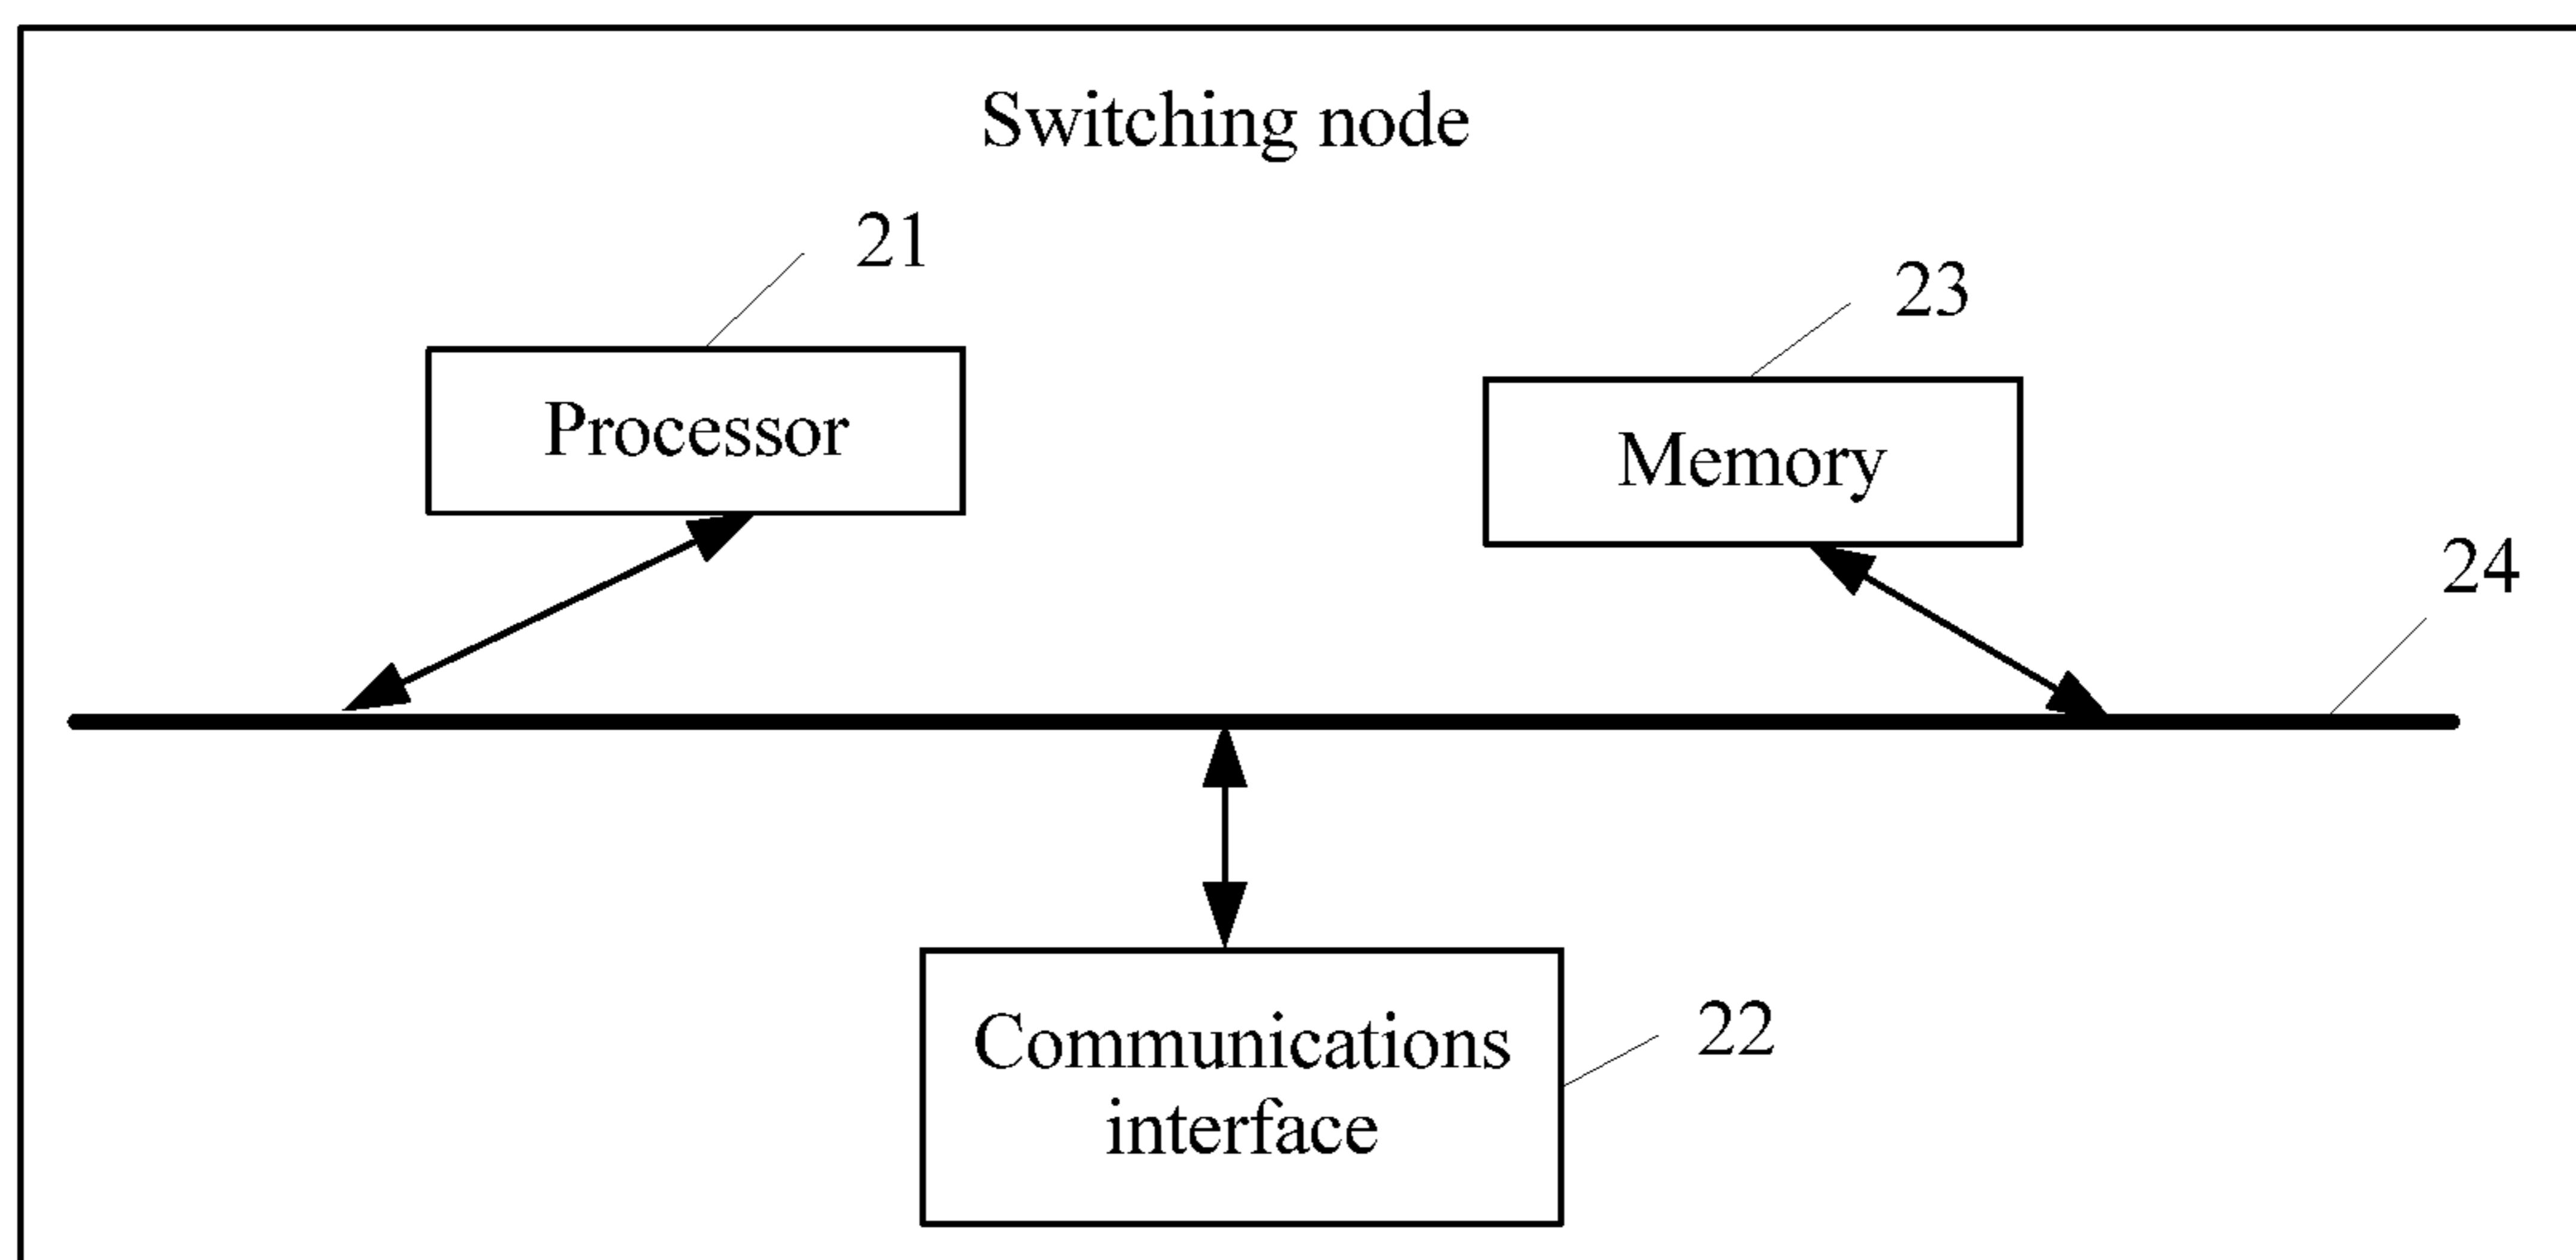 Switching node
21
23
Processor
Memory
24
Communications
interface
22